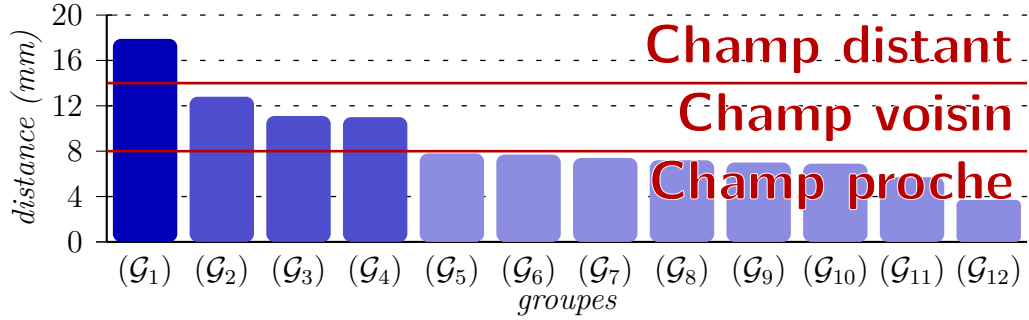 20
16
12
8
4
0
distance (mm)
Champ distant
Champ voisin
Champ proche
(𝒢₁) (𝒢₂) (𝒢₃) (𝒢₄) (𝒢₅) (𝒢₆) (𝒢₇) (𝒢₈) (𝒢₉) (𝒢₁₀) (𝒢₁₁) (𝒢₁₂)
groupes